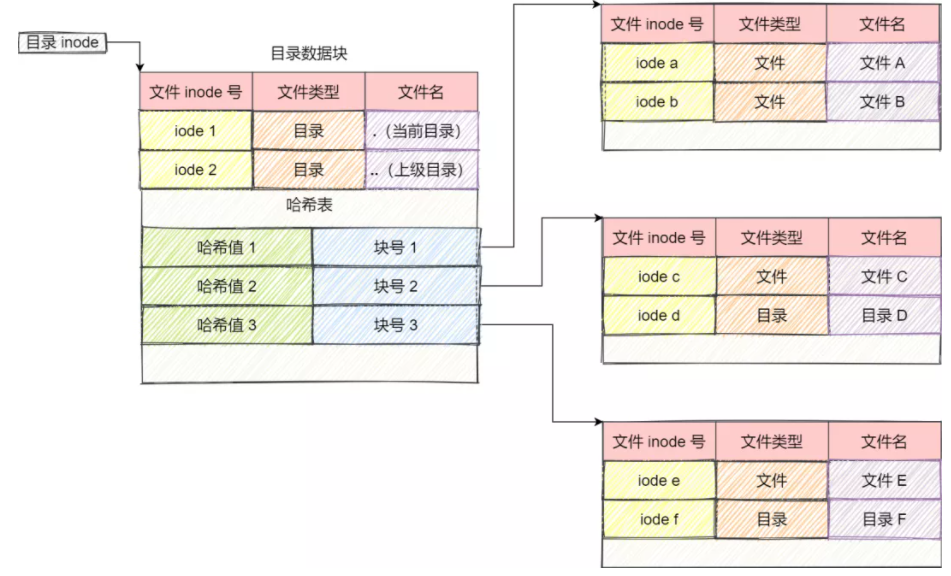 目录 inode
目录数据块
文件 inode 号 文件类型 文件名
iode 1 目录 .（当前目录）
iode 2 目录 ..（上级目录）
哈希表
哈希值 1 块号 1
哈希值 2 块号 2
哈希值 3 块号 3
文件 inode 号 文件类型 文件名
iode a 文件 文件 A
iode b 文件 文件 B
文件 inode 号 文件类型 文件名
iode c 文件 文件 C
iode d 目录 目录 D
文件 inode 号 文件类型 文件名
iode e 文件 文件 E
iode f 目录 目录 F